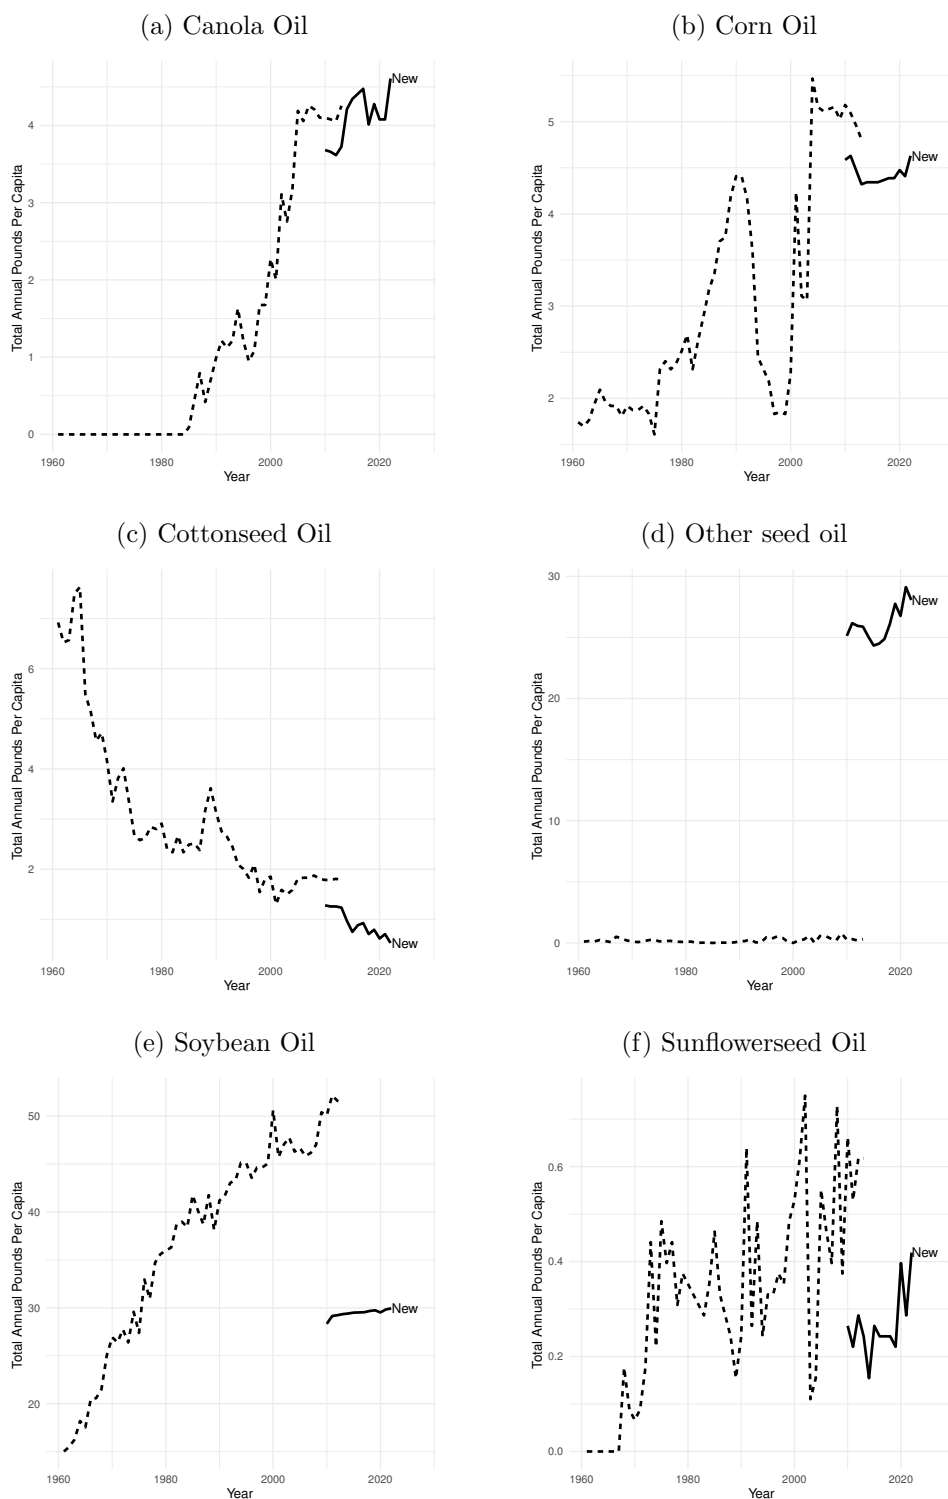 (a) Canola Oil
Total Annual Pounds Per Capita
4
3
2
1
0
New
1960 1980 2000 2020
Year
(b) Corn Oil
Total Annual Pounds Per Capita
5
4
3
2
New
1960 1980 2000 2020
Year
(c) Cottonseed Oil
Total Annual Pounds Per Capita
6
4
2
New
1960 1980 2000 2020
Year
(d) Other seed oil
Total Annual Pounds Per Capita
30
20
10
0
New
1960 1980 2000 2020
Year
(e) Soybean Oil
Total Annual Pounds Per Capita
50
40
30
20
New
1960 1980 2000 2020
Year
(f) Sunflowerseed Oil
Total Annual Pounds Per Capita
0.6
0.4
0.2
0.0
New
1960 1980 2000 2020
Year